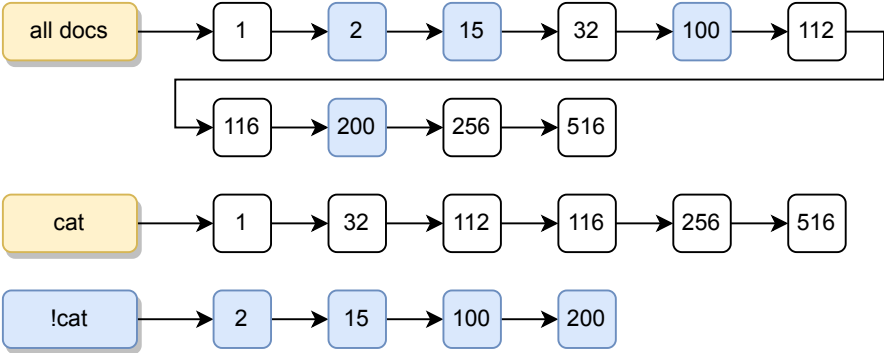 all docs 1 2 15 32 100 112
116 200 256 516
cat 1 32 112 116 256 516
!cat 2 15 100 200